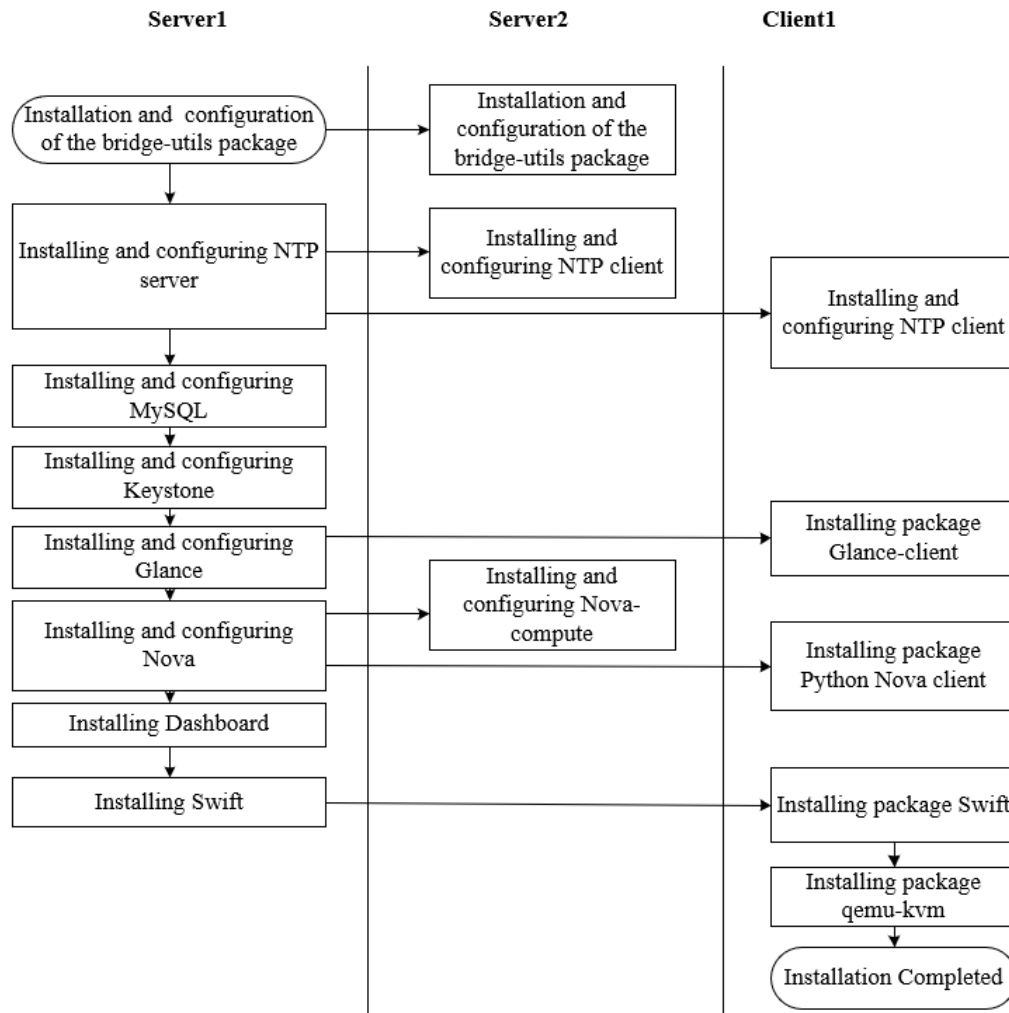 Server1
Server2
Client1
Installation and configuration
of the bridge-utils package
Installation and
configuration of the
bridge-utils package
Installing and configuring NTP
server
Installing and
configuring NTP client
Installing and
configuring NTP client
Installing and configuring
MySQL
Installing and configuring
Keystone
Installing and configuring
Glance
Installing package
Glance-client
Installing and
configuring Nova-
compute
Installing and configuring
Nova
Installing package
Python Nova client
Installing Dashboard
Installing Swift
Installing package Swift
Installing package
qemu-kvm
Installation Completed